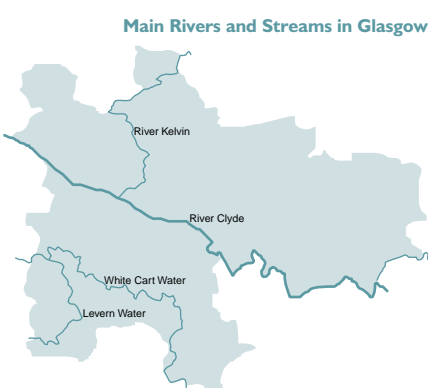 Main Rivers and Streams in Glasgow
River Kelvin
River Clyde
White Cart Water
Levern Water